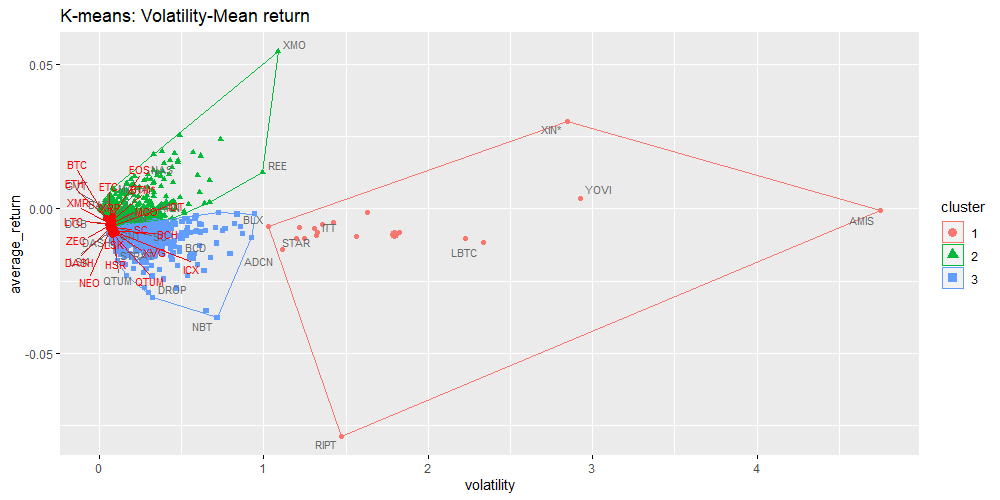 K-means: Volatility-Mean return
0.05
0.00
-0.05
average_return
0
1
2
3
4
volatility
cluster
1
2
3
XMO
REE
XIN*
YOVI
AMIS
BUX
ITT
STAR
LBTC
ADCN
RIPT
NBT
DROP
QTUM
BCD
BTC
ETH
XMR
LTC
ZEC
DASH
NEO
ETC
EOS
SC
BCH
LSK
XVG
HSR
QTUM
ICX